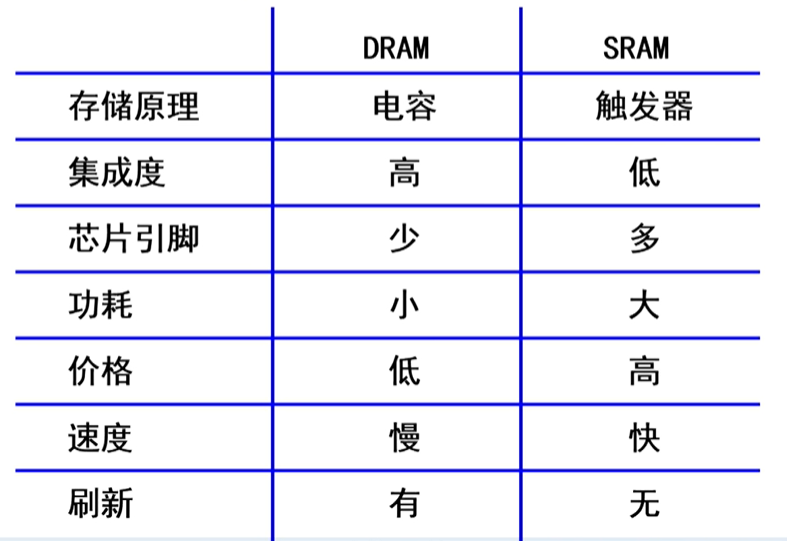 DRAM SRAM
存储原理 电容 触发器
集成度 高 低
芯片引脚 少 多
功耗 小 大
价格 低 高
速度 慢 快
刷新 有 无